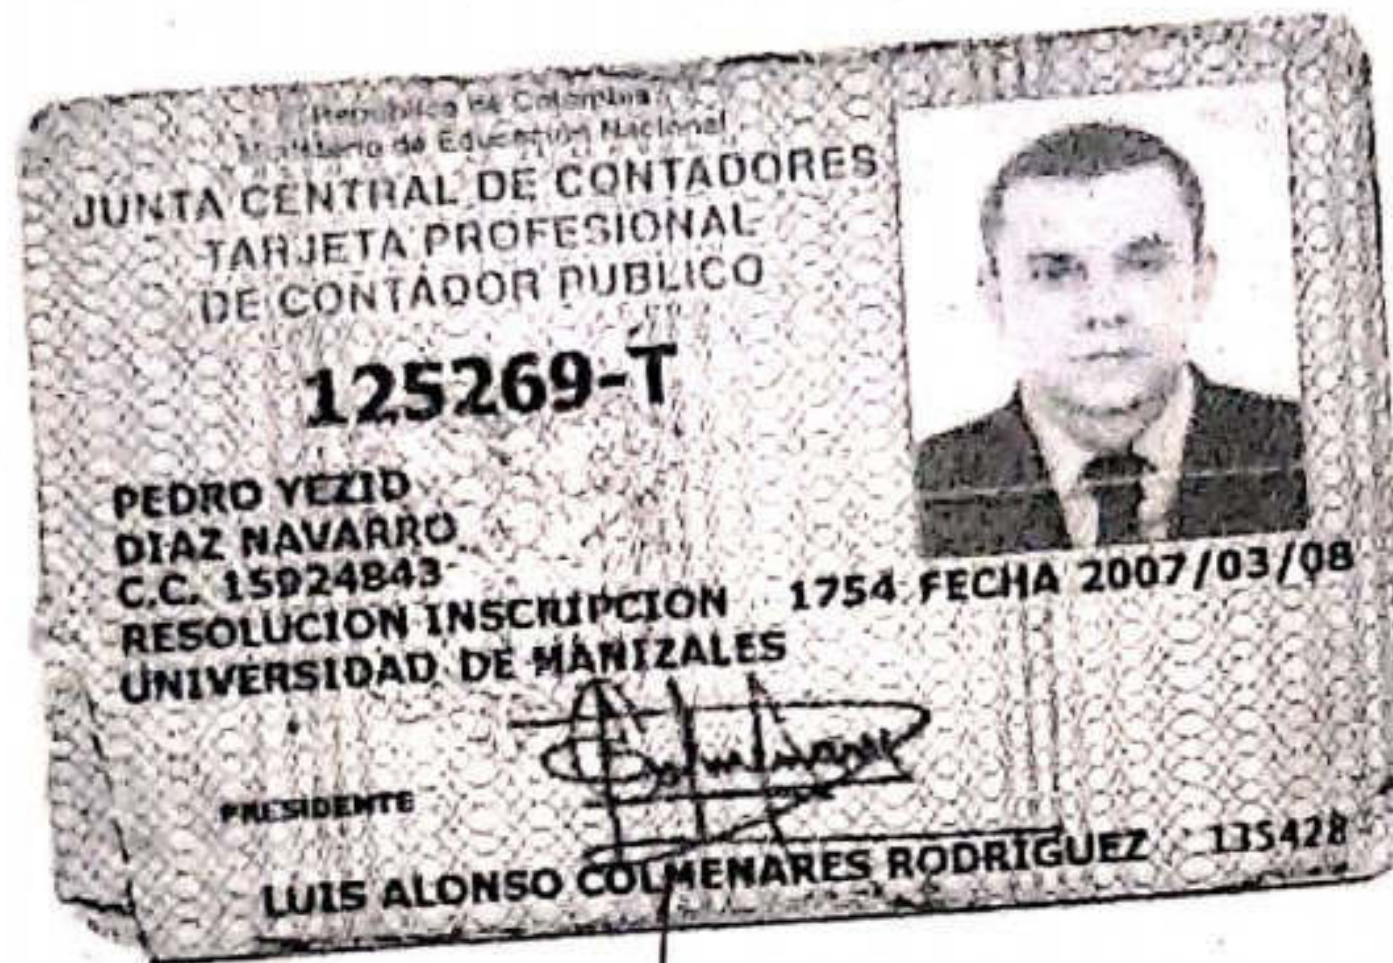 República de Colombia
Ministerio de Educación Nacional
JUNTA CENTRAL DE CONTADORES
TARJETA PROFESIONAL
DE CONTADOR PUBLICO
125269-T
PEDRO YEZID
DIAZ NAVARRO
C.C. 15924843
RESOLUCION INSCRIPCION 1754 FECHA 2007/03/08
UNIVERSIDAD DE MANIZALES
PRESIDENTE
LUIS ALONSO COLMENARES RODRIGUEZ 135428